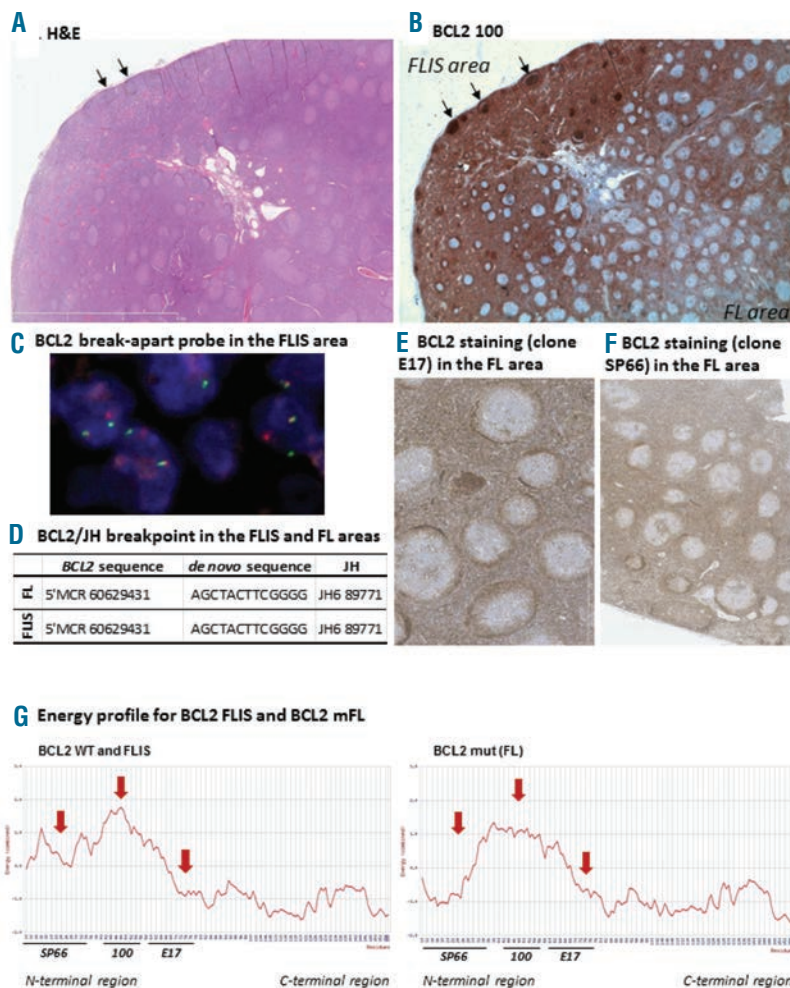 A
. H&E
B
BCL2 100
FLIS area
FL area
C
BCL2 break-apart probe in the FLIS area
D
BCL2/JH breakpoint in the FLIS and FL areas
BCL2 sequence de novo sequence JH
FL 5'MCR 60629431 AGCTACTTCGGGG JH6 89771
FLIS 5'MCR 60629431 AGCTACTTCGGGG JH6 89771
E
BCL2 staining (clone
E17) in the FL area
F
BCL2 staining (clone
SP66) in the FL area
G
Energy profile for BCL2 FLIS and BCL2 mFL
BCL2 WT and FLIS
SP66 100 E17
N-terminal region C-terminal region
BCL2 mut (FL)
SP66 100 E17
N-terminal region C-terminal region